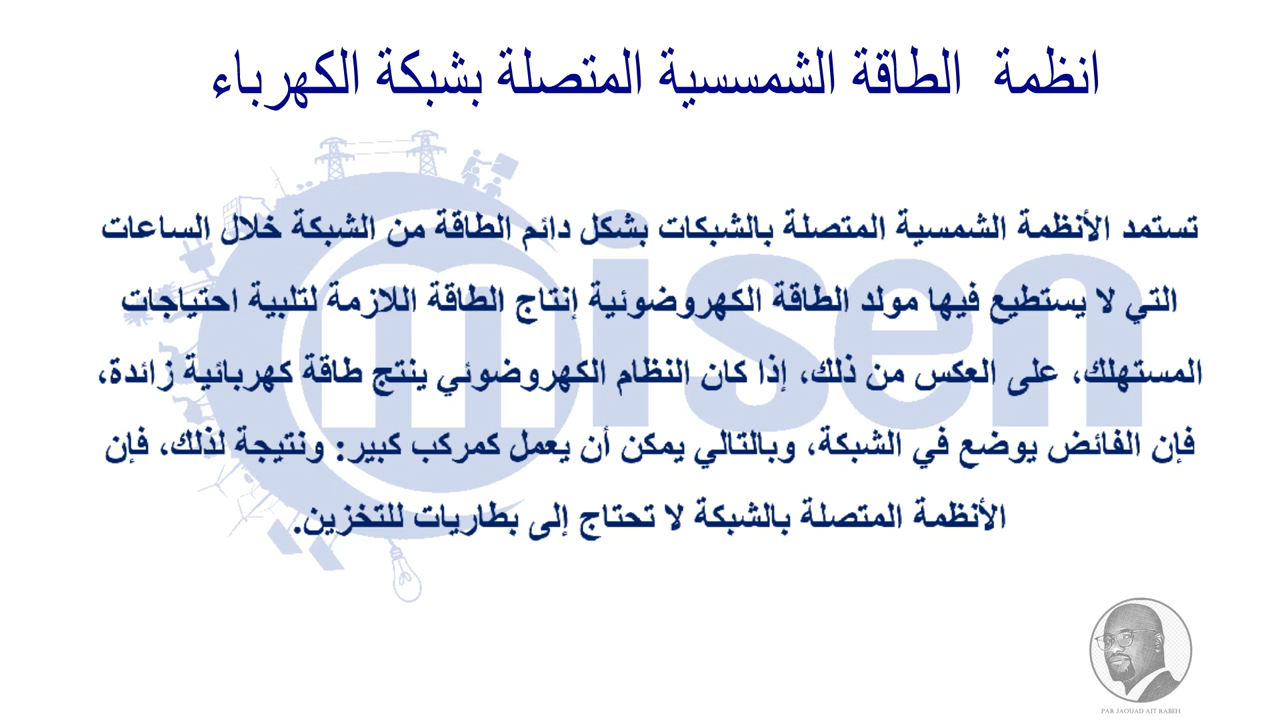 انظمة الطاقة الشمسسية المتصلة بشبكة الكهرباء
تستمد الأنظمة الشمسية المتصلة بالشبكات بشكل دائم الطاقة من الشبكة خلال الساعات
التي لا يستطيع فيها مولد الطاقة الكهروضوئية إنتاج الطاقة اللازمة لتلبية احتياجات
المستهلك، على العكس من ذلك، إذا كان النظام الكهروضوئي ينتج طاقة كهربائية زائدة،
فإن الفائض يوضع في الشبكة، وبالتالي يمكن أن يعمل كمركب كبير: ونتيجة لذلك، فإن
الأنظمة المتصلة بالشبكة لا تحتاج إلى بطاريات للتخزين.
misen
PAR JAOUAD AIT RABEH